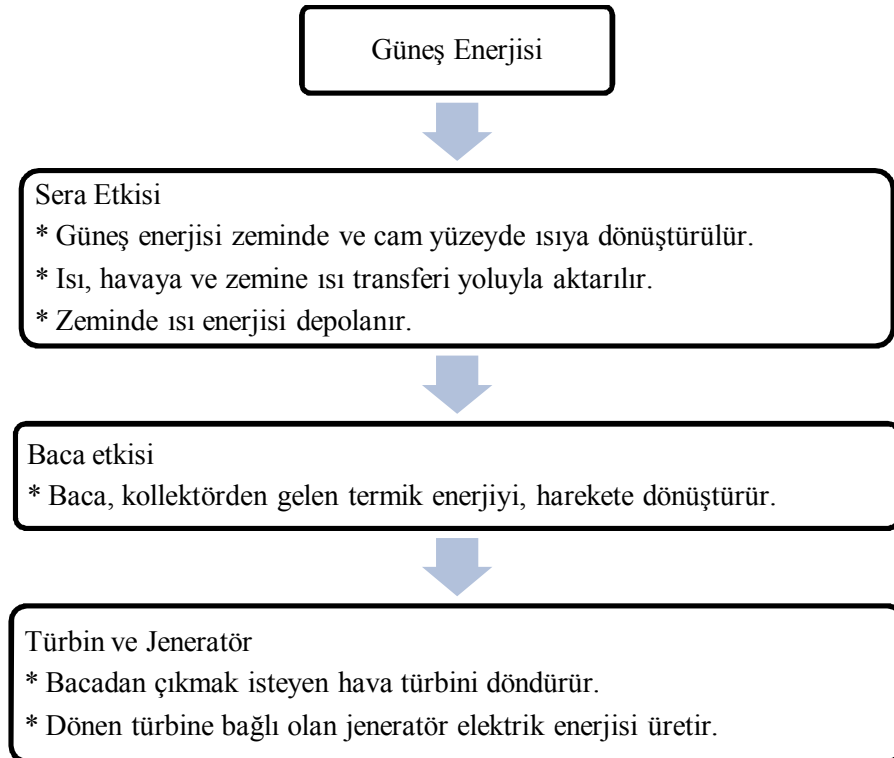 Güneş Enerjisi
Sera Etkisi
* Güneş enerjisi zeminde ve cam yüzeyde ısıya dönüştürülür.
* Isı, havaya ve zemine ısı transferi yoluyla aktarılır.
* Zeminde ısı enerjisi depolanır.
Baca etkisi
* Baca, kollektörden gelen termik enerjiyi, harekete dönüştürür.
Türbin ve Jeneratör
* Bacadan çıkmak isteyen hava türbini döndürür.
* Dönen türbine bağlı olan jeneratör elektrik enerjisi üretir.